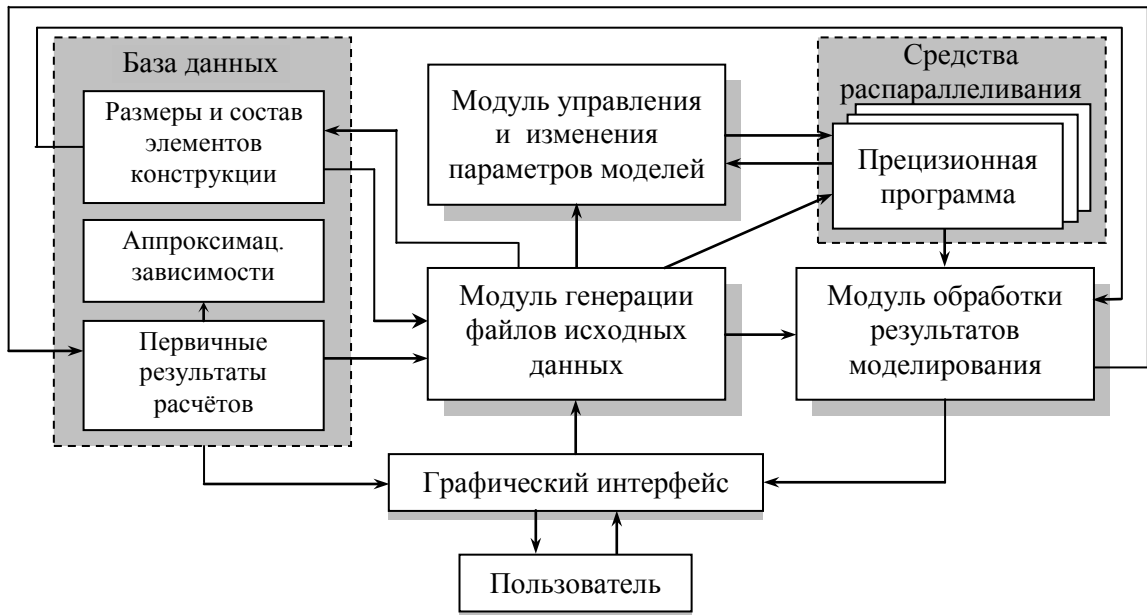 База данных
Размеры и состав
элементов
конструкции
Аппроксимац.
зависимости
Первичные
результаты
расчётов
Модуль управления
и изменения
параметров моделей
Средства
распараллеливания
Прецизионная
программа
Модуль генерации
файлов исходных
данных
Модуль обработки
результатов
моделирования
Графический интерфейс
Пользователь